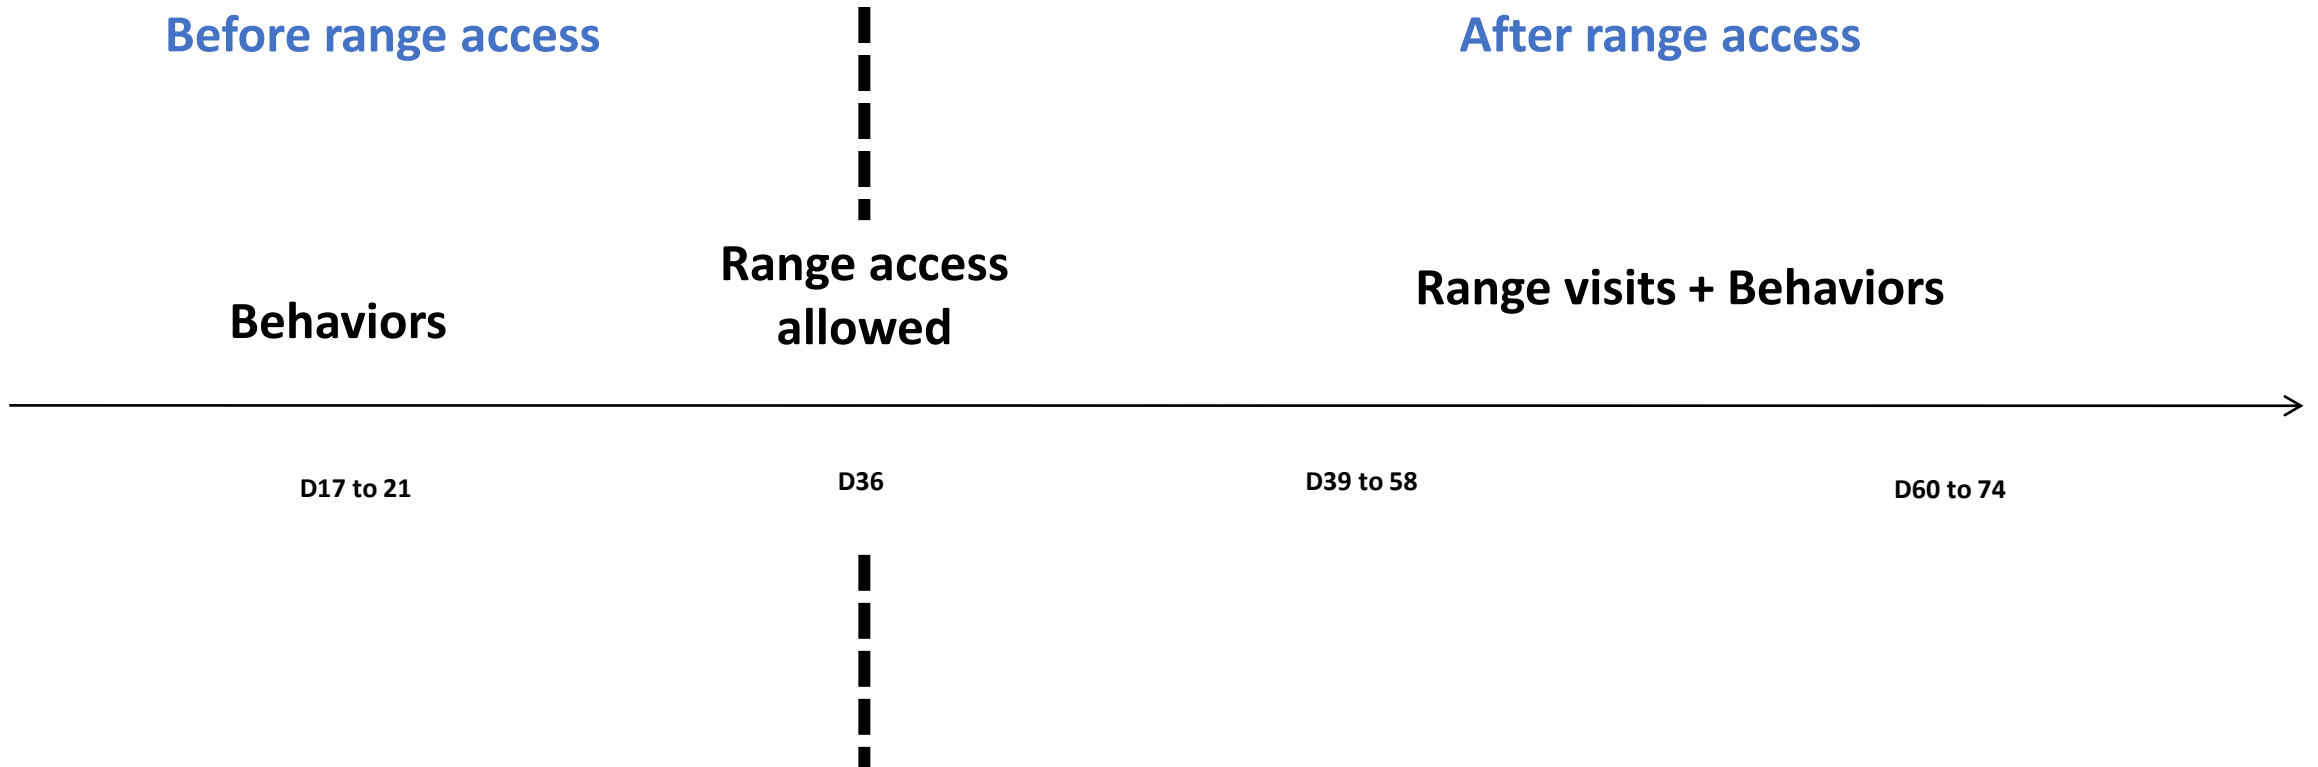 Before range access
After range access
Behaviors
Range access
allowed
Range visits + Behaviors
D17 to 21
D36
D39 to 58
D60 to 74